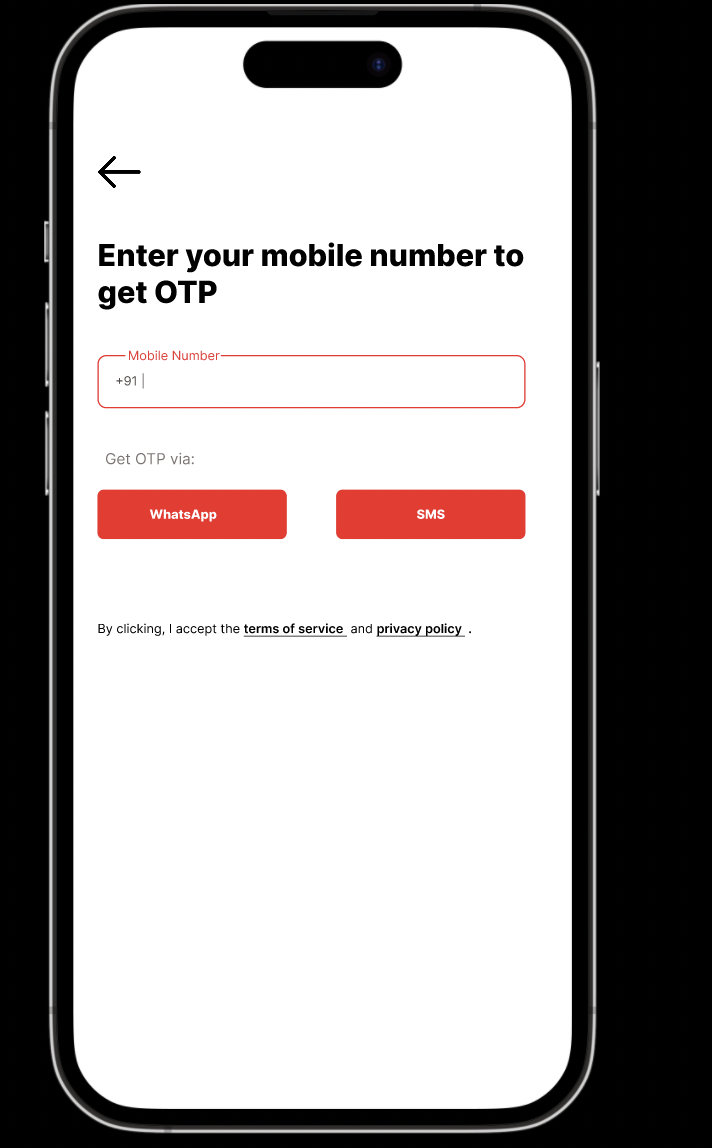 Enter your mobile number to
get OTP
Mobile Number
+91
Get OTP via:
WhatsApp
SMS
By clicking, I accept the terms of service and privacy policy .